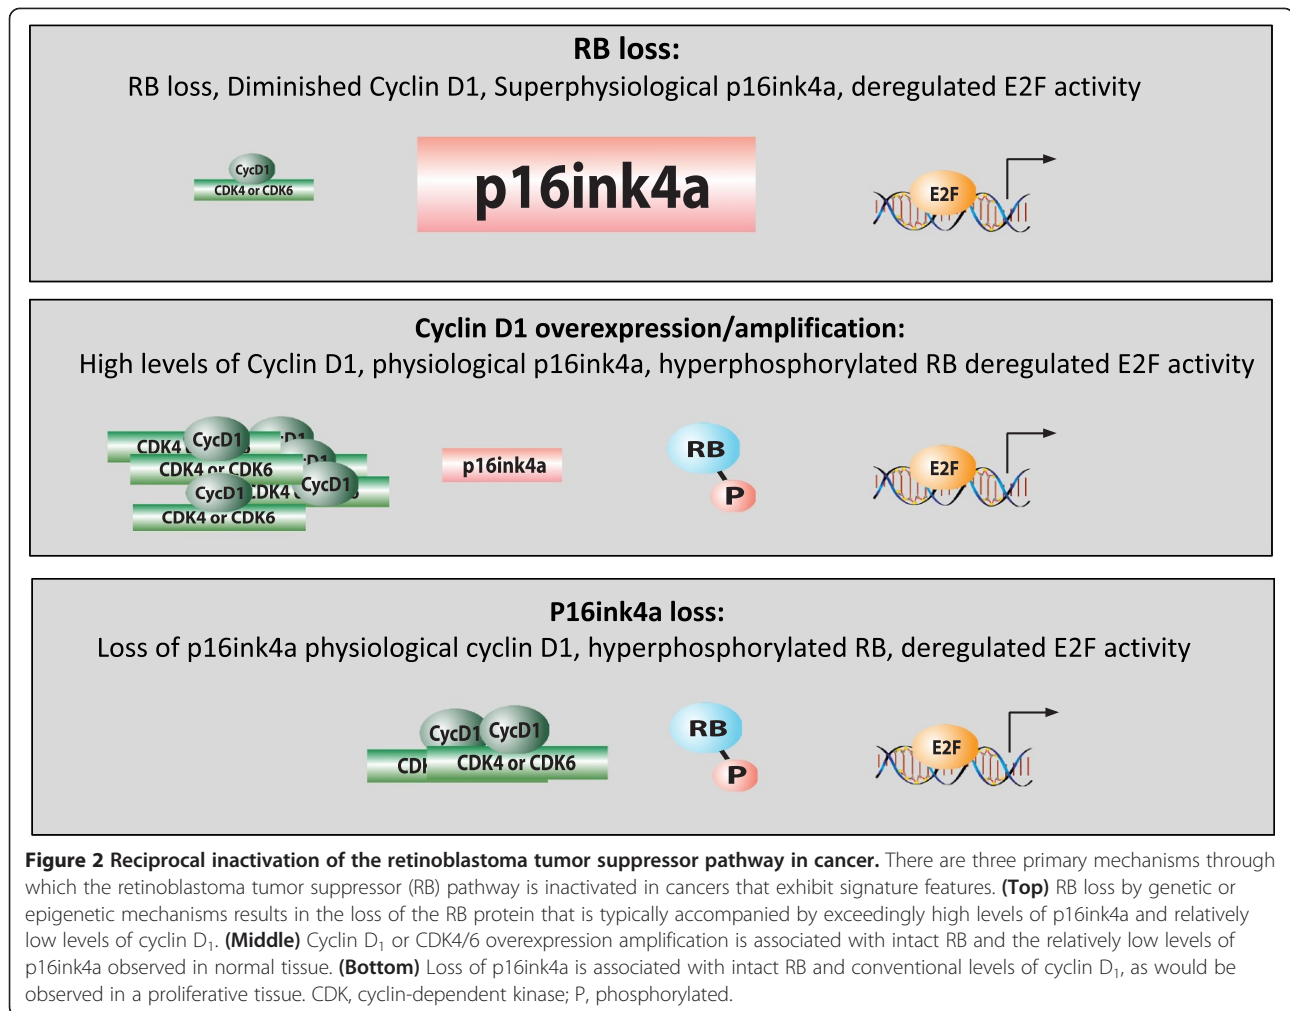 RB loss:
RB loss, Diminished Cyclin D1, Superphysiological p16ink4a, deregulated E2F activity
CycD1
CDK4 or CDK6
p16ink4a
E2F
Cyclin D1 overexpression/amplification:
High levels of Cyclin D1, physiological p16ink4a, hyperphosphorylated RB deregulated E2F activity
CycD1
CDK4
CDK4 or CDK6
CycD1
CycD1
CDK4 or CDK6
p16ink4a
RB
P
E2F
P16ink4a loss:
Loss of p16ink4a physiological cyclin D1, hyperphosphorylated RB, deregulated E2F activity
CycD1 CycD1
CDK4 or CDK6
RB
P
E2F
Figure 2 Reciprocal inactivation of the retinoblastoma tumor suppressor pathway in cancer. There are three primary mechanisms through
which the retinoblastoma tumor suppressor (RB) pathway is inactivated in cancers that exhibit signature features. (Top) RB loss by genetic or
epigenetic mechanisms results in the loss of the RB protein that is typically accompanied by exceedingly high levels of p16ink4a and relatively
low levels of cyclin D₁. (Middle) Cyclin D₁ or CDK4/6 overexpression amplification is associated with intact RB and the relatively low levels of
p16ink4a observed in normal tissue. (Bottom) Loss of p16ink4a is associated with intact RB and conventional levels of cyclin D₁, as would be
observed in a proliferative tissue. CDK, cyclin-dependent kinase; P, phosphorylated.